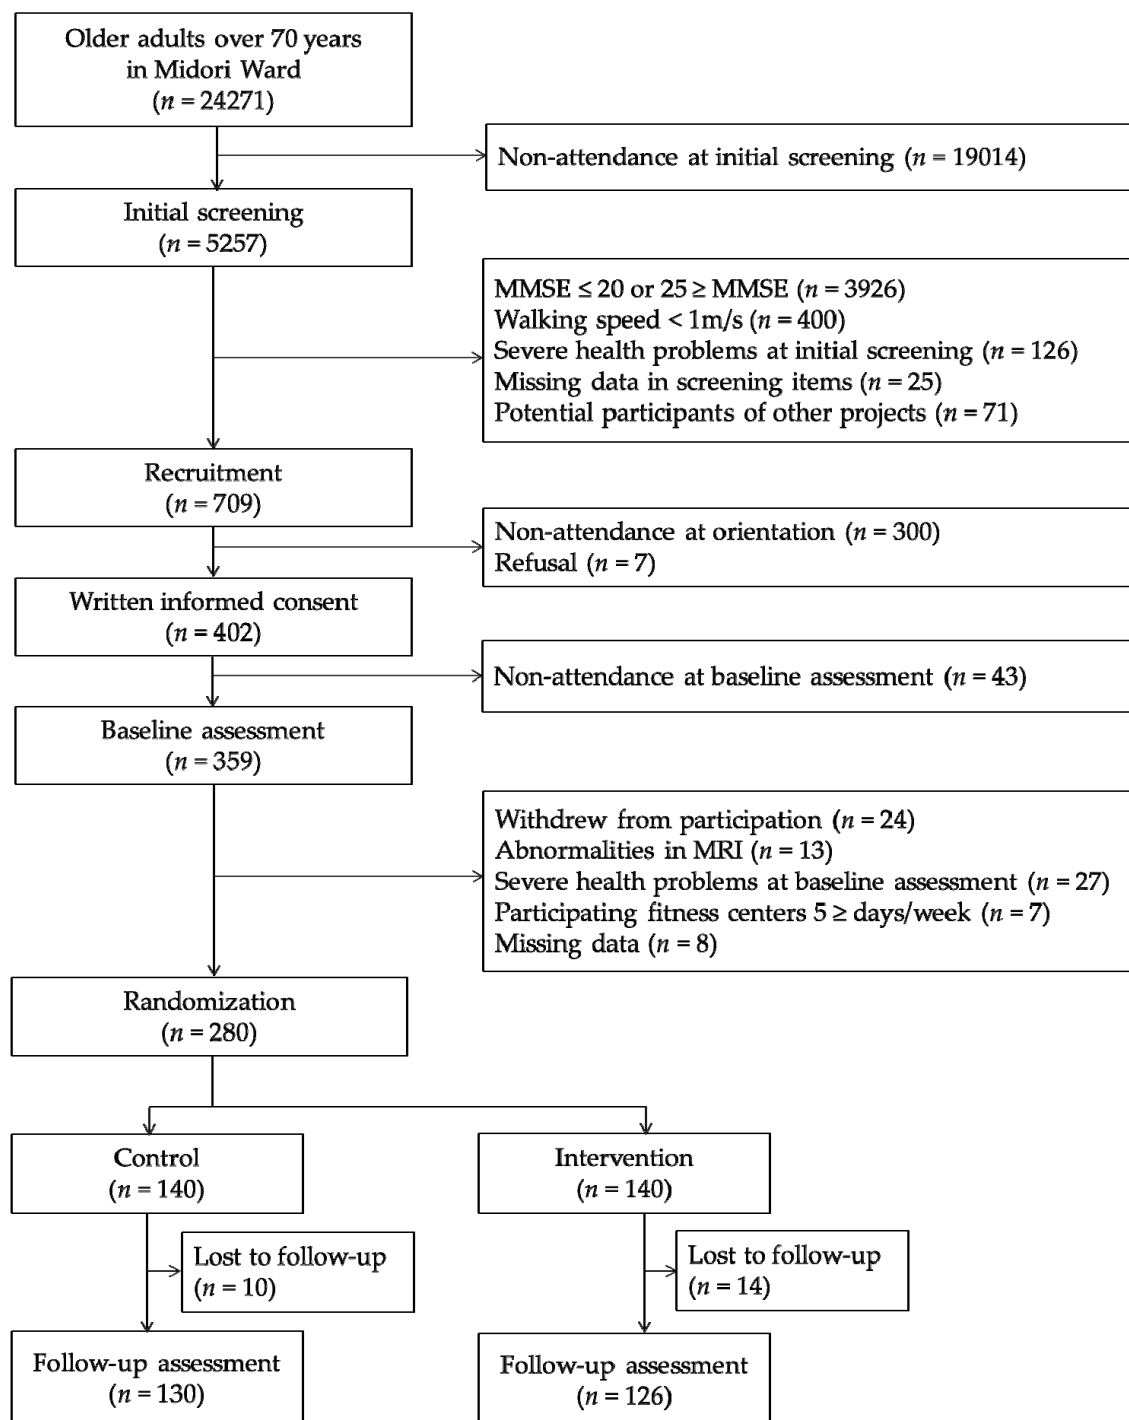 Older adults over 70 years
in Midori Ward
(n = 24271)
Non-attendance at initial screening (n = 19014)
Initial screening
(n = 5257)
MMSE ≤ 20 or 25 ≥ MMSE (n = 3926)
Walking speed < 1m/s (n = 400)
Severe health problems at initial screening (n = 126)
Missing data in screening items (n = 25)
Potential participants of other projects (n = 71)
Recruitment
(n = 709)
Non-attendance at orientation (n = 300)
Refusal (n = 7)
Written informed consent
(n = 402)
Non-attendance at baseline assessment (n = 43)
Baseline assessment
(n = 359)
Withdrew from participation (n = 24)
Abnormalities in MRI (n = 13)
Severe health problems at baseline assessment (n = 27)
Participating fitness centers 5 ≥ days/week (n = 7)
Missing data (n = 8)
Randomization
(n = 280)
Control
(n = 140)
Intervention
(n = 140)
Lost to follow-up
(n = 10)
Lost to follow-up
(n = 14)
Follow-up assessment
(n = 130)
Follow-up assessment
(n = 126)